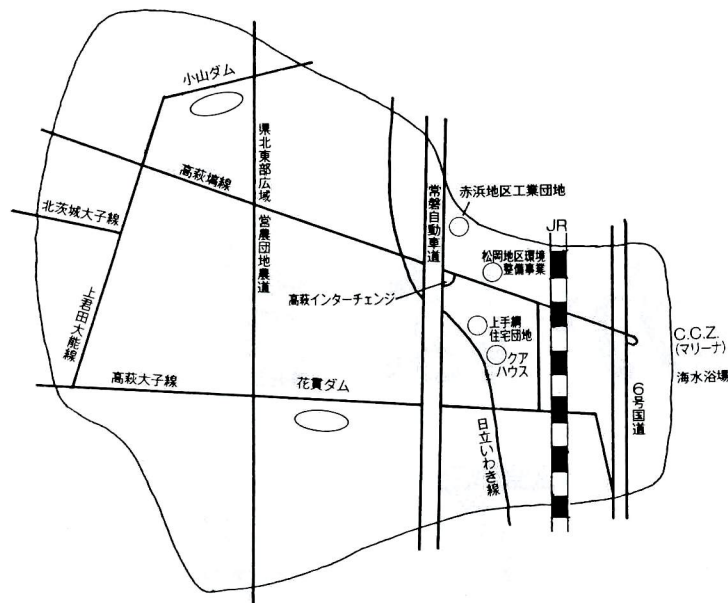 小山ダム
県北東部広域営農団地農道
高萩塙線
北茨城大子線
上君田大能線
常磐自動車道
赤浜地区工業団地
JR
松岡地区環境
整備事業
高萩インターチェンジ
上手綱
住宅団地
クア
ハウス
C.C.Z.
(マリーナ)
海水浴場
6号国道
高萩大子線
花貫ダム
日立いわき線